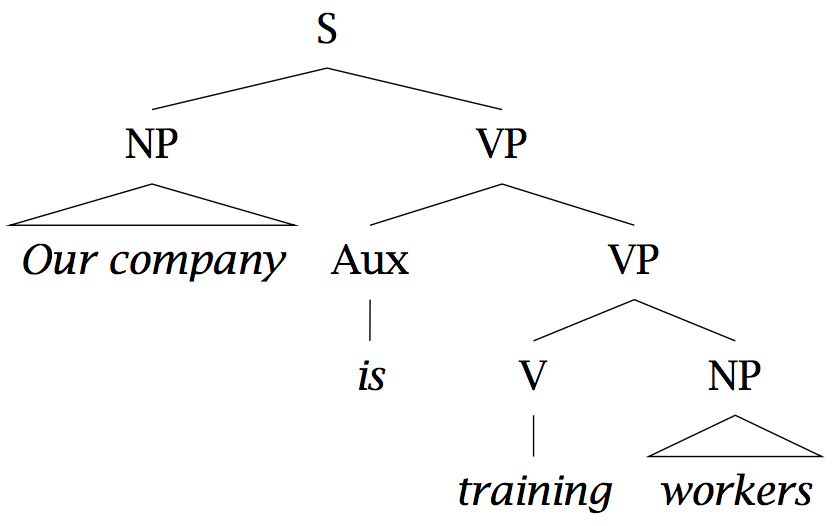 S
NP VP
Our company Aux VP
is V NP
training workers